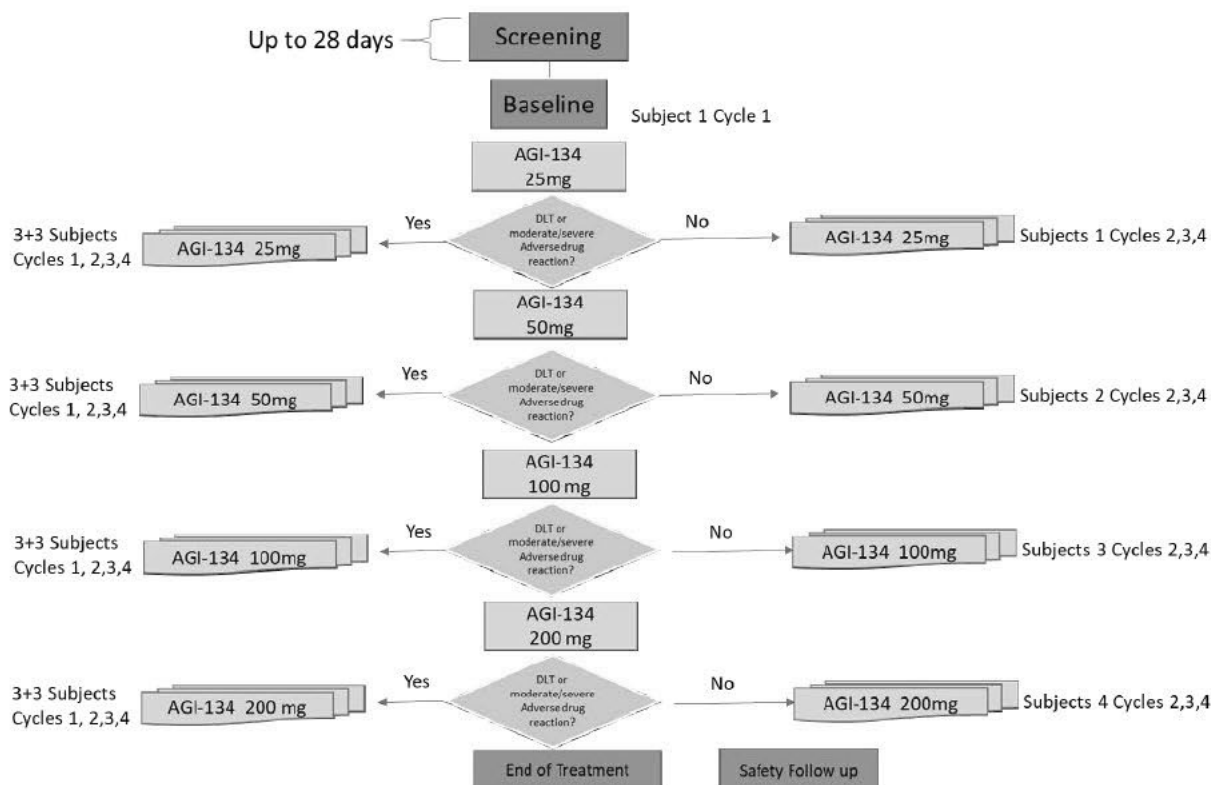 Up to 28 days
Screening
Baseline
Subject 1 Cycle 1
AGI-134
25mg
3+3 Subjects
Cycles 1, 2,3,4
AGI-134 25mg
Yes
DLT or
moderate/severe
Adversedrug
reaction?
No
AGI-134 25mg
Subjects 1 Cycles 2,3,4
AGI-134
50mg
3+3 Subjects
Cycles 1, 2,3,4
AGI-134 50mg
Yes
DLT or
moderate/severe
Adversedrug
reaction?
No
AGI-134 50mg
Subjects 2 Cycles 2,3,4
AGI-134
100 mg
3+3 Subjects
Cycles 1, 2,3,4
AGI-134 100mg
Yes
DLT or
moderate/severe
Adversedrug
reaction?
No
AGI-134 100mg
Subjects 3 Cycles 2,3,4
AGI-134
200 mg
3+3 Subjects
Cycles 1, 2,3,4
AGI-134 200 mg
Yes
DLT or
moderate/severe
Adversedrug
reaction?
No
AGI-134 200mg
Subjects 4 Cycles 2,3,4
End of Treatment
Safety Follow up